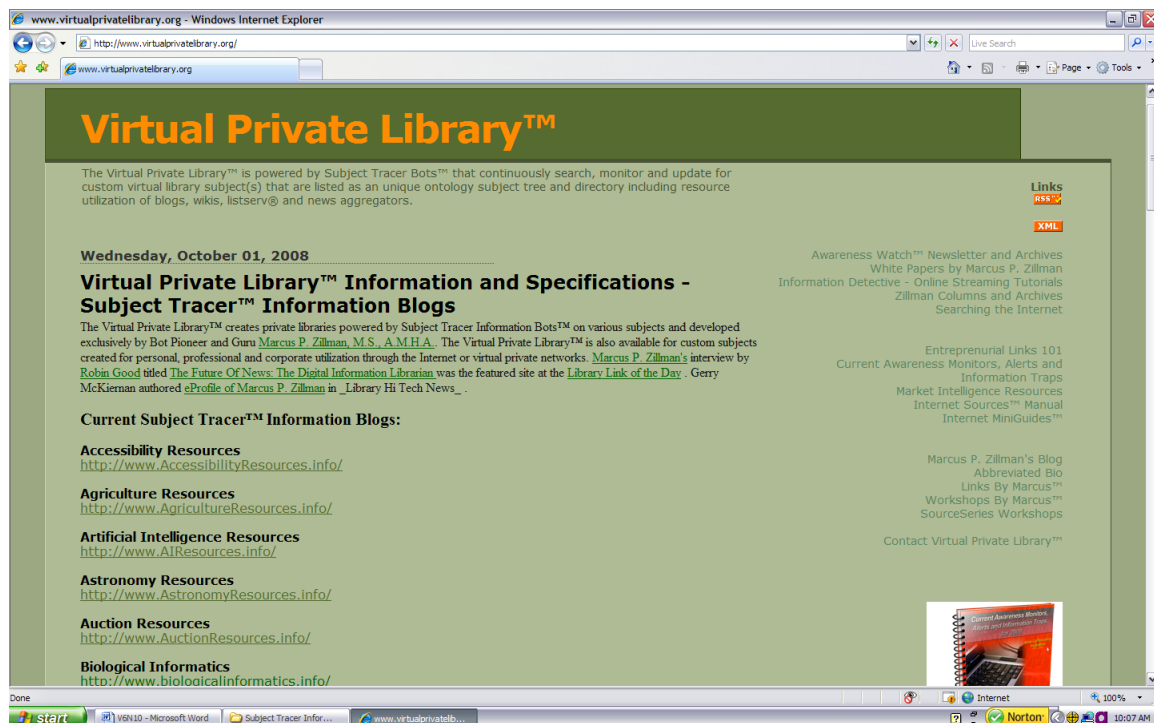 www.virtualprivatelibrary.org - Windows Internet Explorer
http://www.virtualprivatelibrary.org/
Live Search
www.virtualprivatelibrary.org
Page
Tools
Virtual Private Library™
The Virtual Private Library™ is powered by Subject Tracer Bots™ that continuously search, monitor and update for
custom virtual library subject(s) that are listed as an unique ontology subject tree and directory including resource
utilization of blogs, wikis, listserv® and news aggregators.
Wednesday, October 01, 2008
Virtual Private Library™ Information and Specifications -
Subject Tracer™ Information Blogs
The Virtual Private Library™ creates private libraries powered by Subject Tracer Information Bots™ on various subjects and developed
exclusively by Bot Pioneer and Guru Marcus P. Zillman, M.S., A.M.H.A.. The Virtual Private Library™ is also available for custom subjects
created for personal, professional and corporate utilization through the Internet or virtual private networks. Marcus P. Zillman's interview by
Robin Good titled The Future Of News: The Digital Information Librarian was the featured site at the Library Link of the Day . Gerry
McKiernan authored eProfile of Marcus P. Zillman in _Library Hi Tech News_ .
Current Subject Tracer™ Information Blogs:
Accessibility Resources
http://www.AccessibilityResources.info/
Agriculture Resources
http://www.AgricultureResources.info/
Artificial Intelligence Resources
http://www.AIResources.info/
Astronomy Resources
http://www.AstronomyResources.info/
Auction Resources
http://www.AuctionResources.info/
Biological Informatics
http://www.biologicalinformatics.info/
Links
RSS
XML
Awareness Watch™ Newsletter and Archives
White Papers by Marcus P. Zillman
Information Detective - Online Streaming Tutorials
Zillman Columns and Archives
Searching the Internet
Entreprenurial Links 101
Current Awareness Monitors, Alerts and
Information Traps
Market Intelligence Resources
Internet Sources™ Manual
Internet MiniGuides™
Marcus P. Zillman's Blog
Abbreviated Bio
Links By Marcus™
Workshops By Marcus™
SourceSeries Workshops
Contact Virtual Private Library™
Current Awareness Monitors,
Alerts and Information Traps
Done
Internet
100%
start
V6N10 - Microsoft Word
Subject Tracer Infor...
www.virtualprivatelib...
Norton
10:07 AM